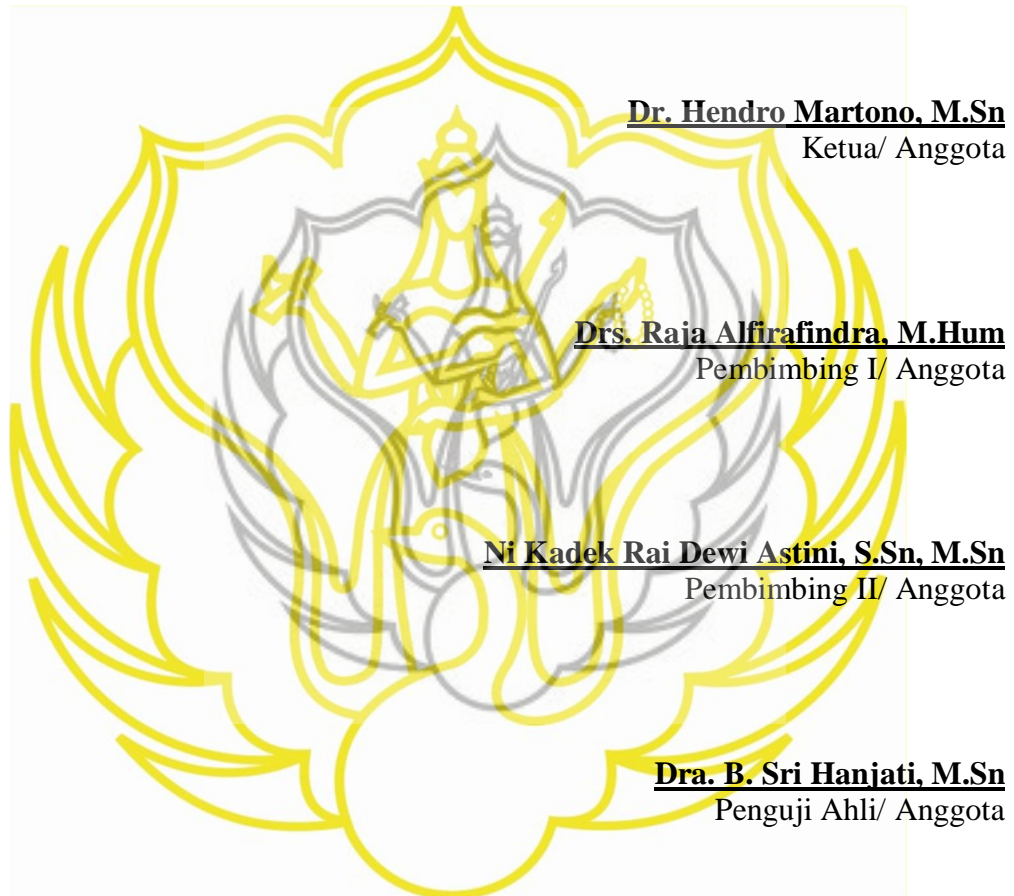 Dr. Hendro Martono, M.Sn
Ketua/ Anggota
Drs. Raja Alfirafindra, M.Hum
Pembimbing I/ Anggota
Ni Kadek Rai Dewi Astini, S.Sn, M.Sn
Pembimbing II/ Anggota
Dra. B. Sri Hanjati, M.Sn
Penguji Ahli/ Anggota